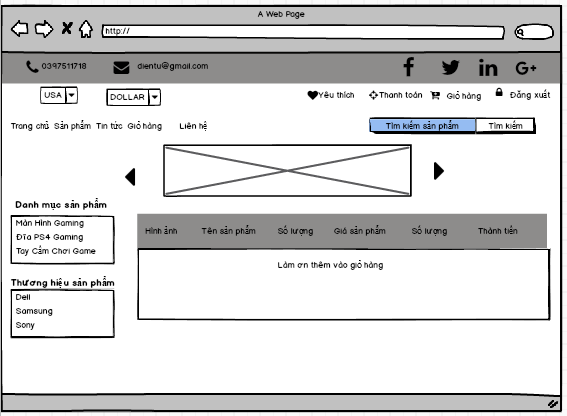 A Web Page
http://
0397511718 dientu@gmail.com
USA DOLLAR Yêu thích Thanh toán Giỏ hàng Đăng xuất
Trang chủ Sản phẩm Tin tức Giỏ hàng Liên hệ Tìm kiếm sản phẩm Tìm kiếm
Danh mục sản phẩm
Màn Hình Gaming
Đĩa PS4 Gaming
Tay Cầm Chơi Game
Hình ảnh Tên sản phẩm Số lượng Giá sản phẩm Số lượng Thành tiền
Làm ơn thêm vào giỏ hàng
Thương hiệu sản phẩm
Dell
Samsung
Sony